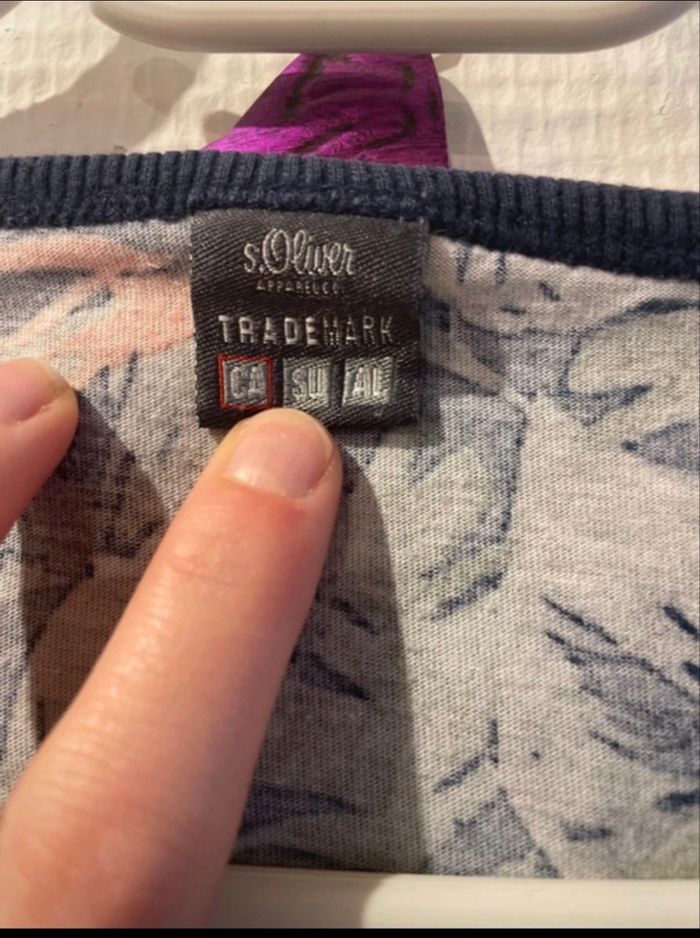 s.Oliver
APPAREL CO.
TRADEMARK
CA SU AL